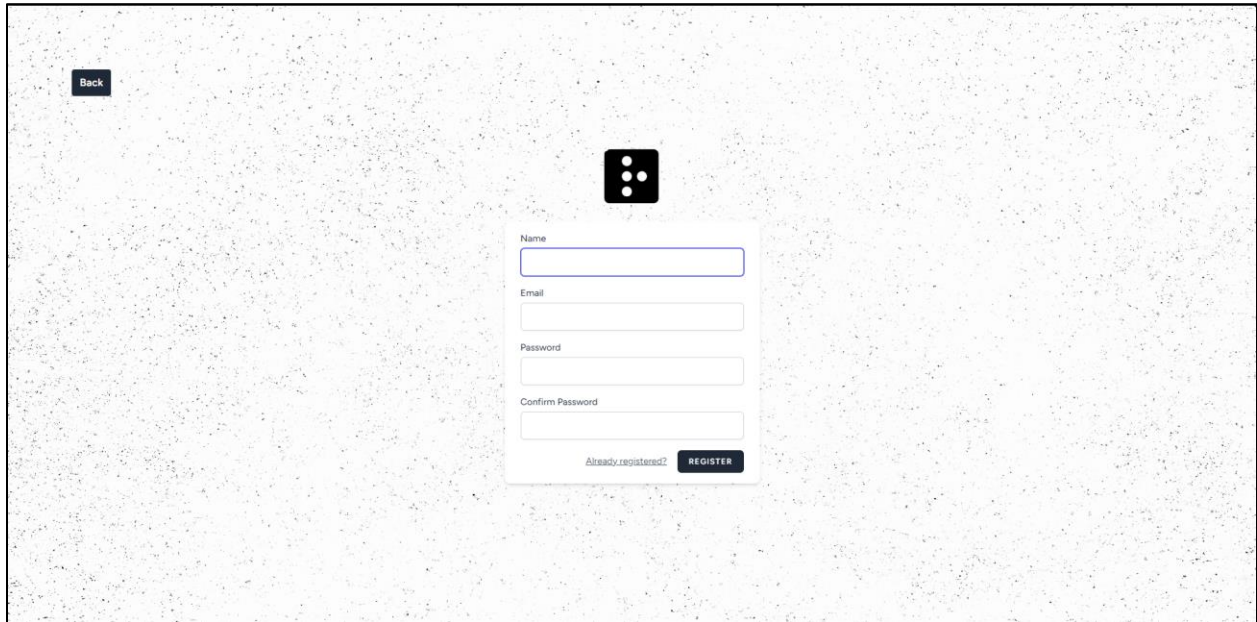 Back
Name
Email
Password
Confirm Password
Already registered? REGISTER